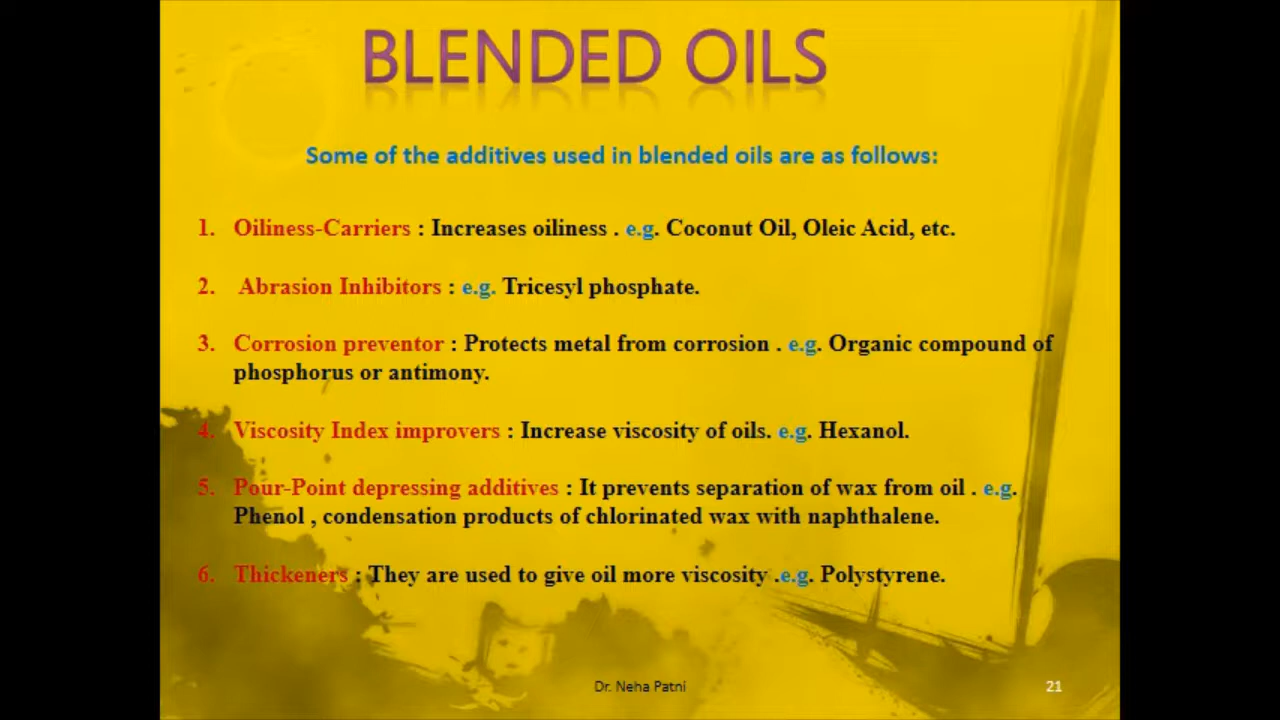 BLENDED OILS
Some of the additives used in blended oils are as follows:
1. Oiliness-Carriers : Increases oiliness . e.g. Coconut Oil, Oleic Acid, etc.
2. Abrasion Inhibitors : e.g. Tricesyl phosphate.
3. Corrosion preventor : Protects metal from corrosion . e.g. Organic compound of
phosphorus or antimony.
4. Viscosity Index improvers : Increase viscosity of oils. e.g. Hexanol.
5. Pour-Point depressing additives : It prevents separation of wax from oil . e.g.
Phenol , condensation products of chlorinated wax with naphthalene.
6. Thickeners : They are used to give oil more viscosity .e.g. Polystyrene.
Dr. Neha Patni
21